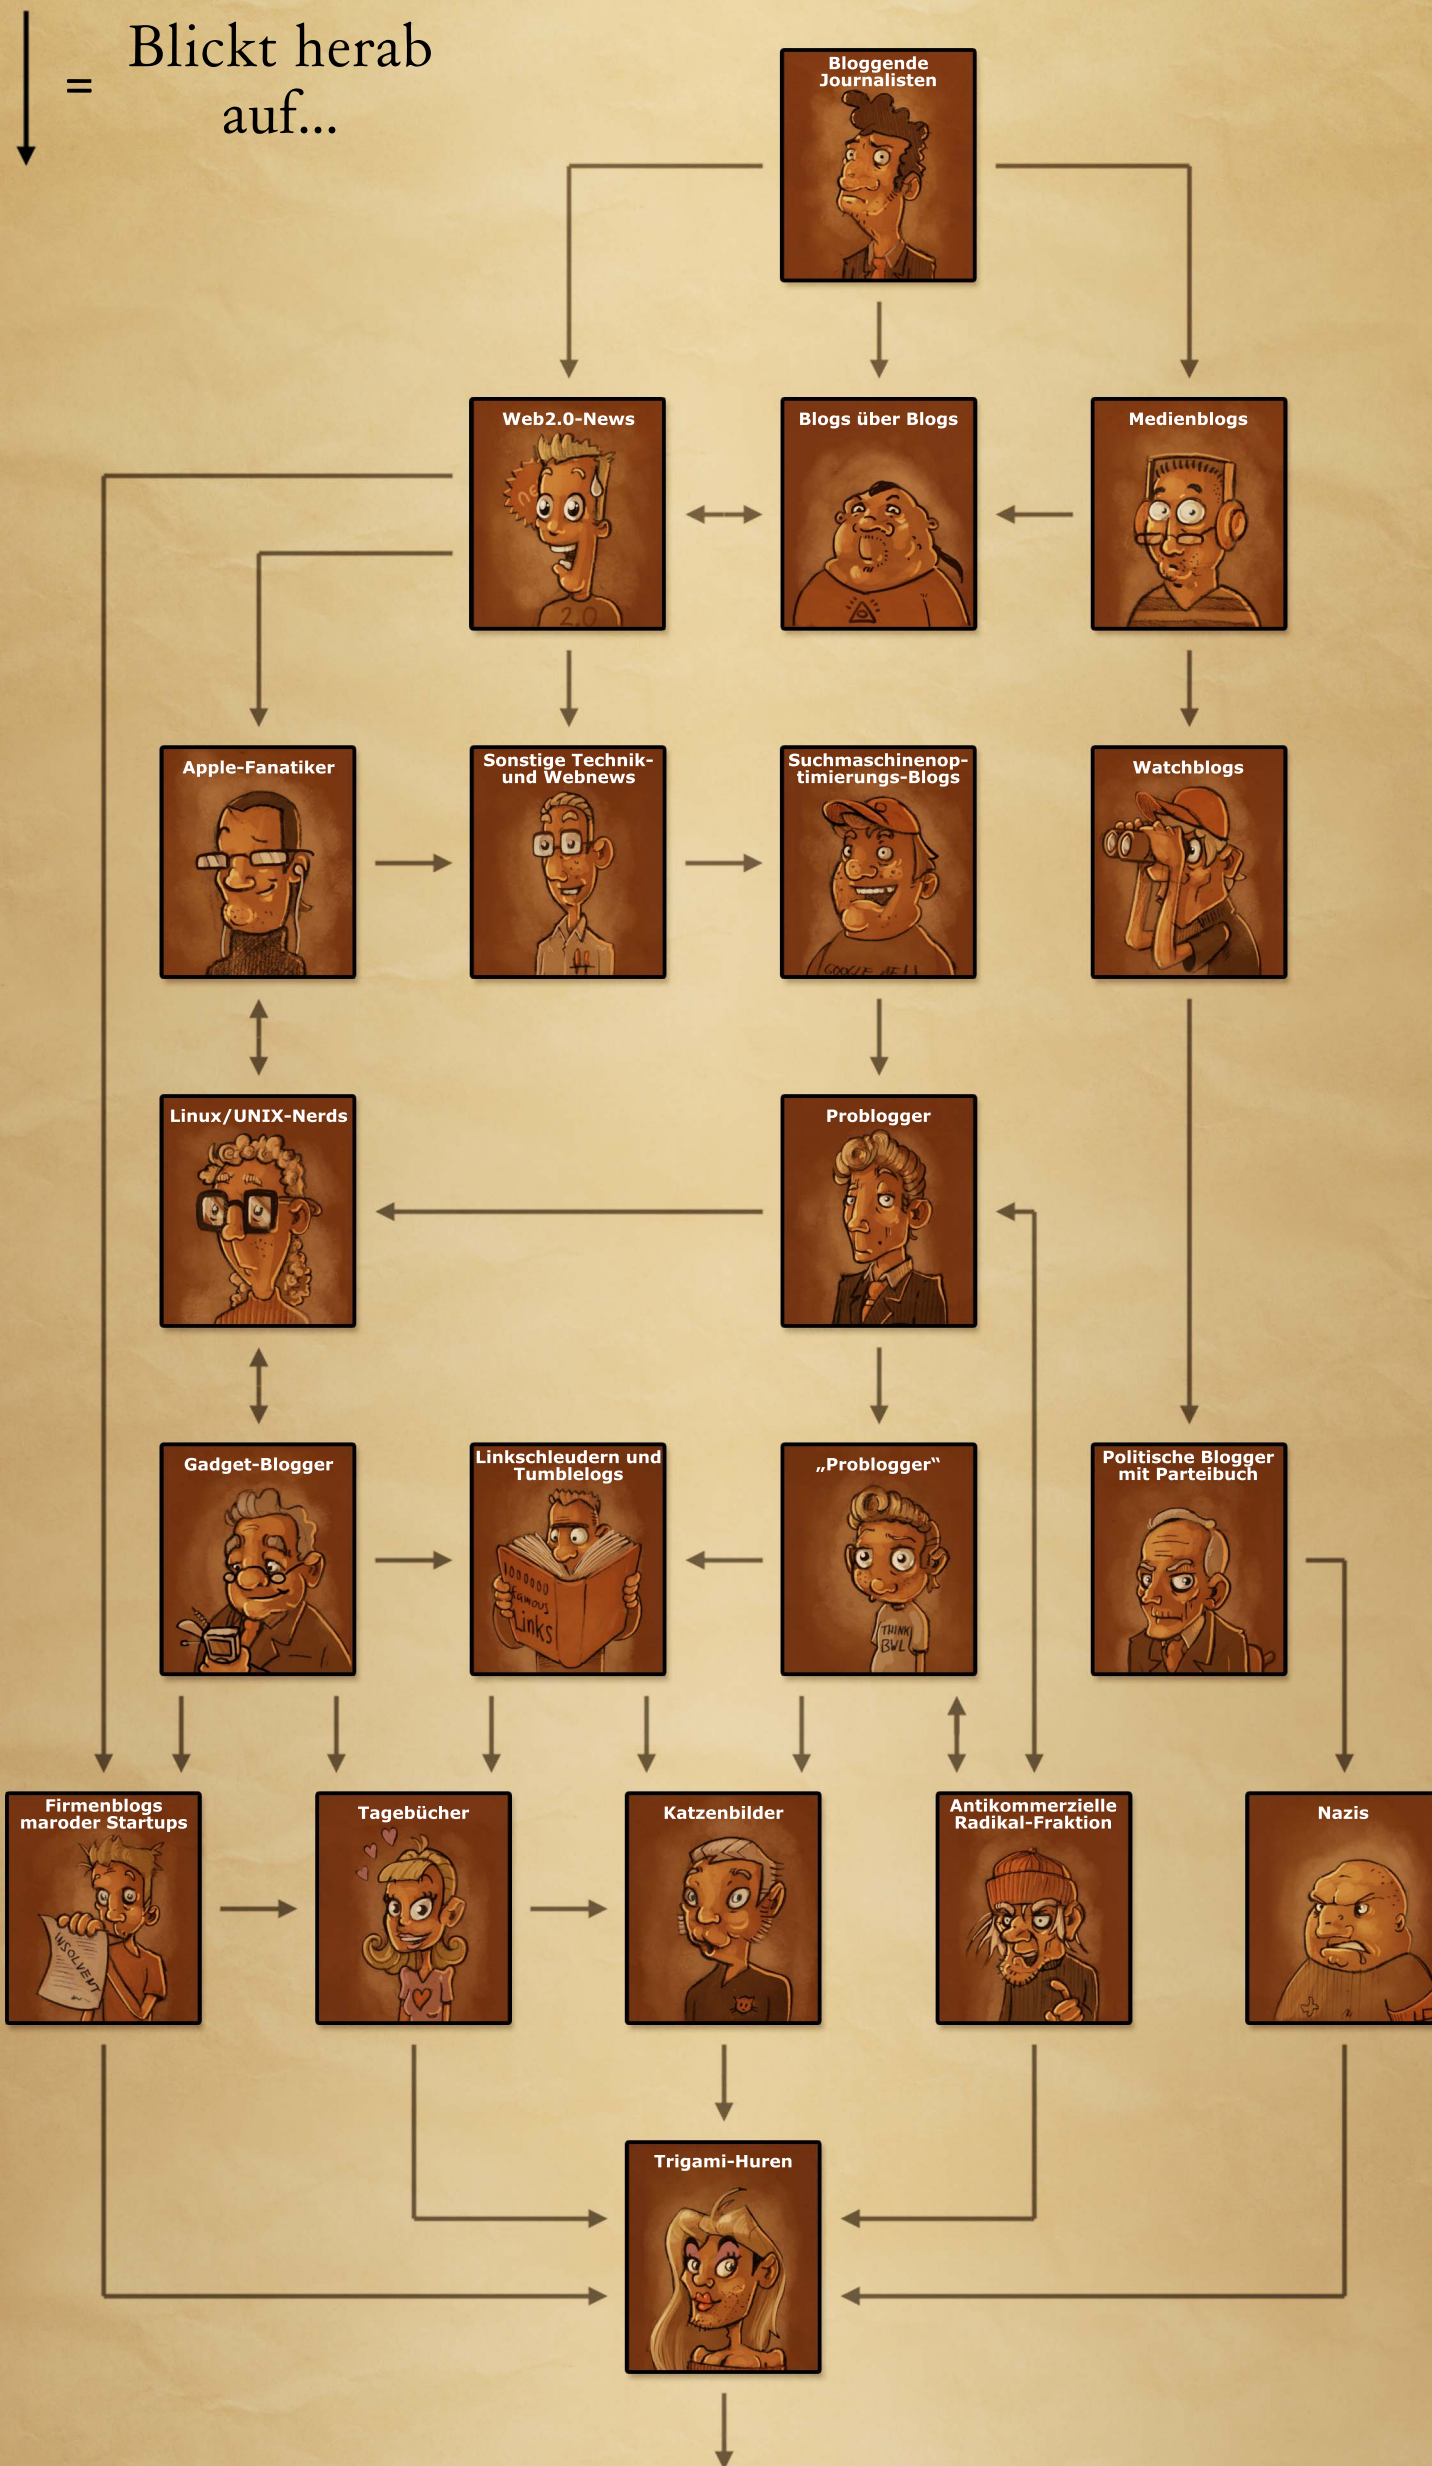 =
Blickt herab
auf...
Bloggende
Journalisten
Web2.0-News
2.0
Blogs über Blogs
Medienblogs
Apple-Fanatiker
Sonstige Technik-
und Webnews
Suchmaschinenop-
timierungs-Blogs
Watchblogs
Linux/UNIX-Nerds
Problogger
Gadget-Blogger
Linkschleudern und
Tumblelogs
1000000
famous
Links
„Problogger“
THINK
BWL
Politische Blogger
mit Parteibuch
Firmenblogs
maroder Startups
INSOLVENT
Tagebücher
Katzenbilder
Antikommerzielle
Radikal-Fraktion
Nazis
Trigami-Huren